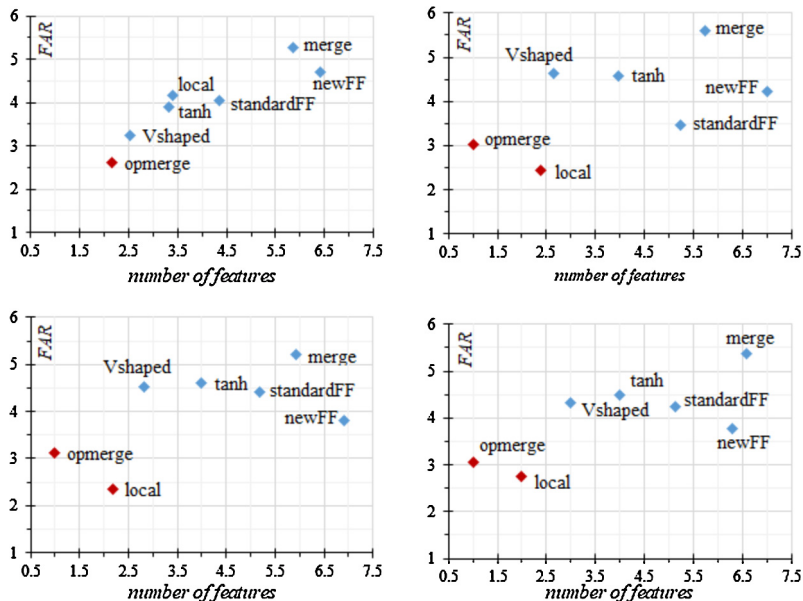 6
FAR
merge
5
newFF
local
4
standardFF
tanh
3
Vshaped
opmerge
2
1
0.5 1.5 2.5 3.5 4.5 5.5 6.5 7.5
number of features
6
FAR
merge
Vshaped
5
tanh
newFF
4
standardFF
3
opmerge
local
2
1
0.5 1.5 2.5 3.5 4.5 5.5 6.5 7.5
number of features
6
FAR
merge
5
Vshaped
tanh
standardFF
4
newFF
3
opmerge
local
2
1
0.5 1.5 2.5 3.5 4.5 5.5 6.5 7.5
number of features
6
FAR
merge
5
tanh
standardFF
Vshaped
4
newFF
opmerge
3
local
2
1
0.5 1.5 2.5 3.5 4.5 5.5 6.5 7.5
number of features